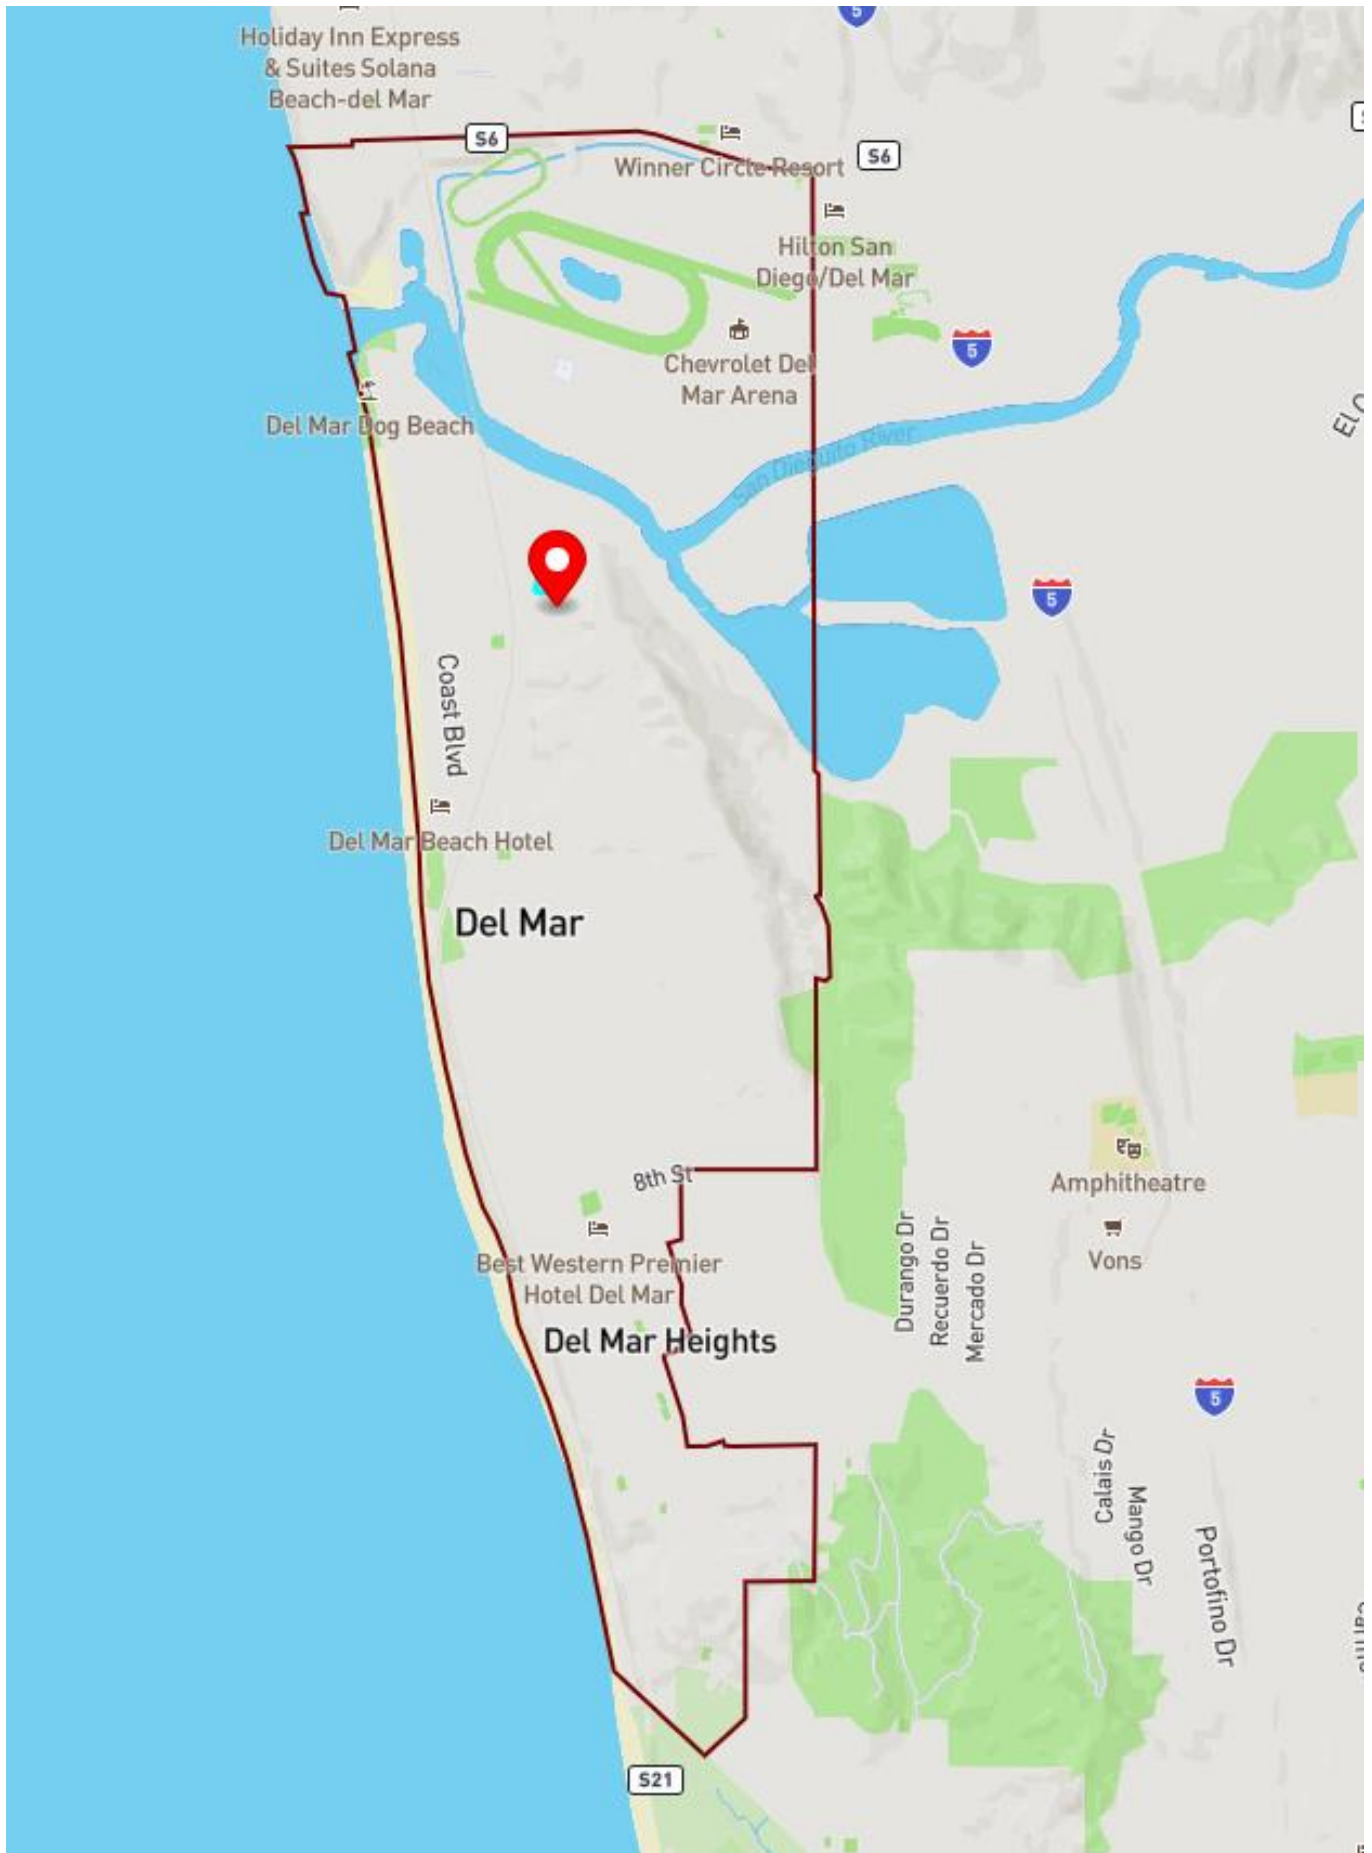 5
Holiday Inn Express
& Suites Solana
Beach-del Mar
S6
Winner Circle Resort
S6
Hilton San
Diego/Del Mar
5
Chevrolet Del
Mar Arena
Del Mar Dog Beach
San Dieguito River
5
Coast Blvd
Del Mar Beach Hotel
Del Mar
8th St
Amphitheatre
Vons
Best Western Premier
Hotel Del Mar
Durango Dr
Recuerdo Dr
Mercado Dr
Del Mar Heights
5
Calais Dr
Mango Dr
Portofino Dr
S21